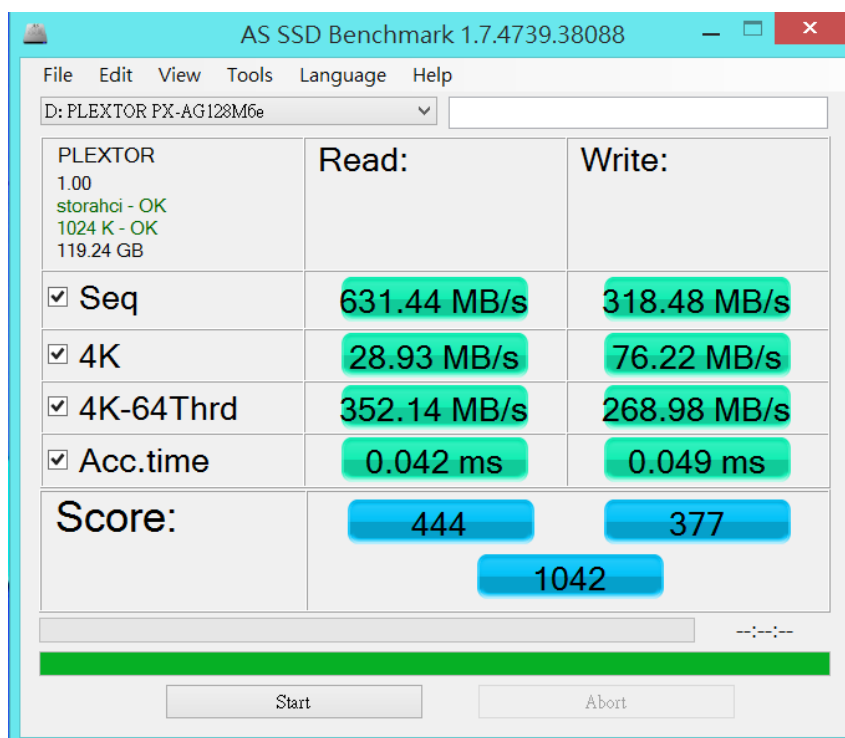 AS SSD Benchmark 1.7.4739.38088
File Edit View Tools Language Help
D: PLEXTOR PX-AG128M6e
PLEXTOR
1.00
storahci - OK
1024 K - OK
119.24 GB
Read:
Write:
Seq
631.44 MB/s
318.48 MB/s
4K
28.93 MB/s
76.22 MB/s
4K-64Thrd
352.14 MB/s
268.98 MB/s
Acc.time
0.042 ms
0.049 ms
Score:
444
377
1042
--:--:--
Start
Abort